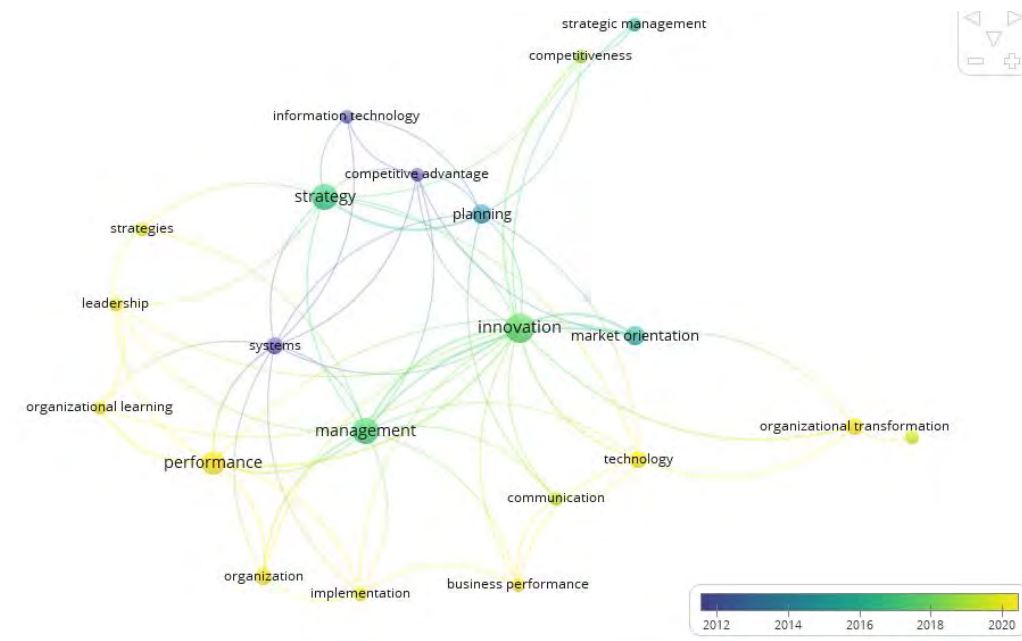 strategic management
competitiveness
information technology
competitive advantage
strategy
planning
strategies
leadership
innovation
market orientation
systems
organizational learning
organizational transformation
management
performance
technology
communication
organization
business performance
implementation
2012 2014 2016 2018 2020